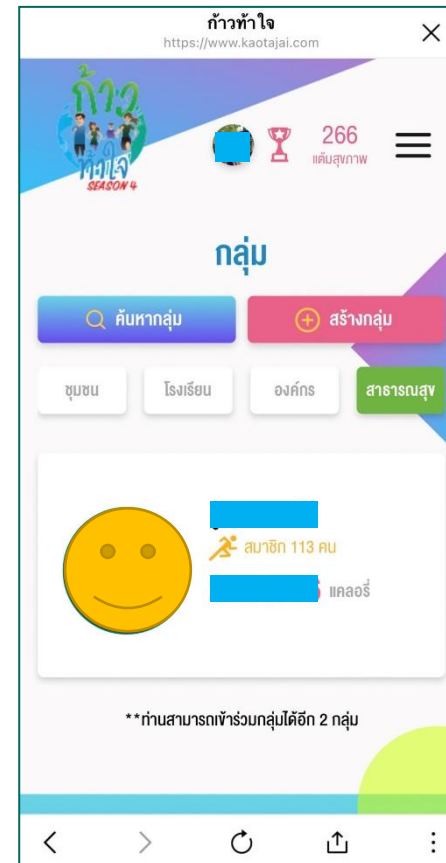 ก้าวท้าใจ
https://www.kaotajai.com
ก้าว
ท้าใจ
SEASON 4
266
แต้มสุขภาพ
กลุ่ม
ค้นหากลุ่ม
สร้างกลุ่ม
ชุมชน
โรงเรียน
องค์กร
สาธารณสุข
สมาชิก 113 คน
แคลอรี่
**ท่านสามารถเข้าร่วมกลุ่มได้อีก 2 กลุ่ม